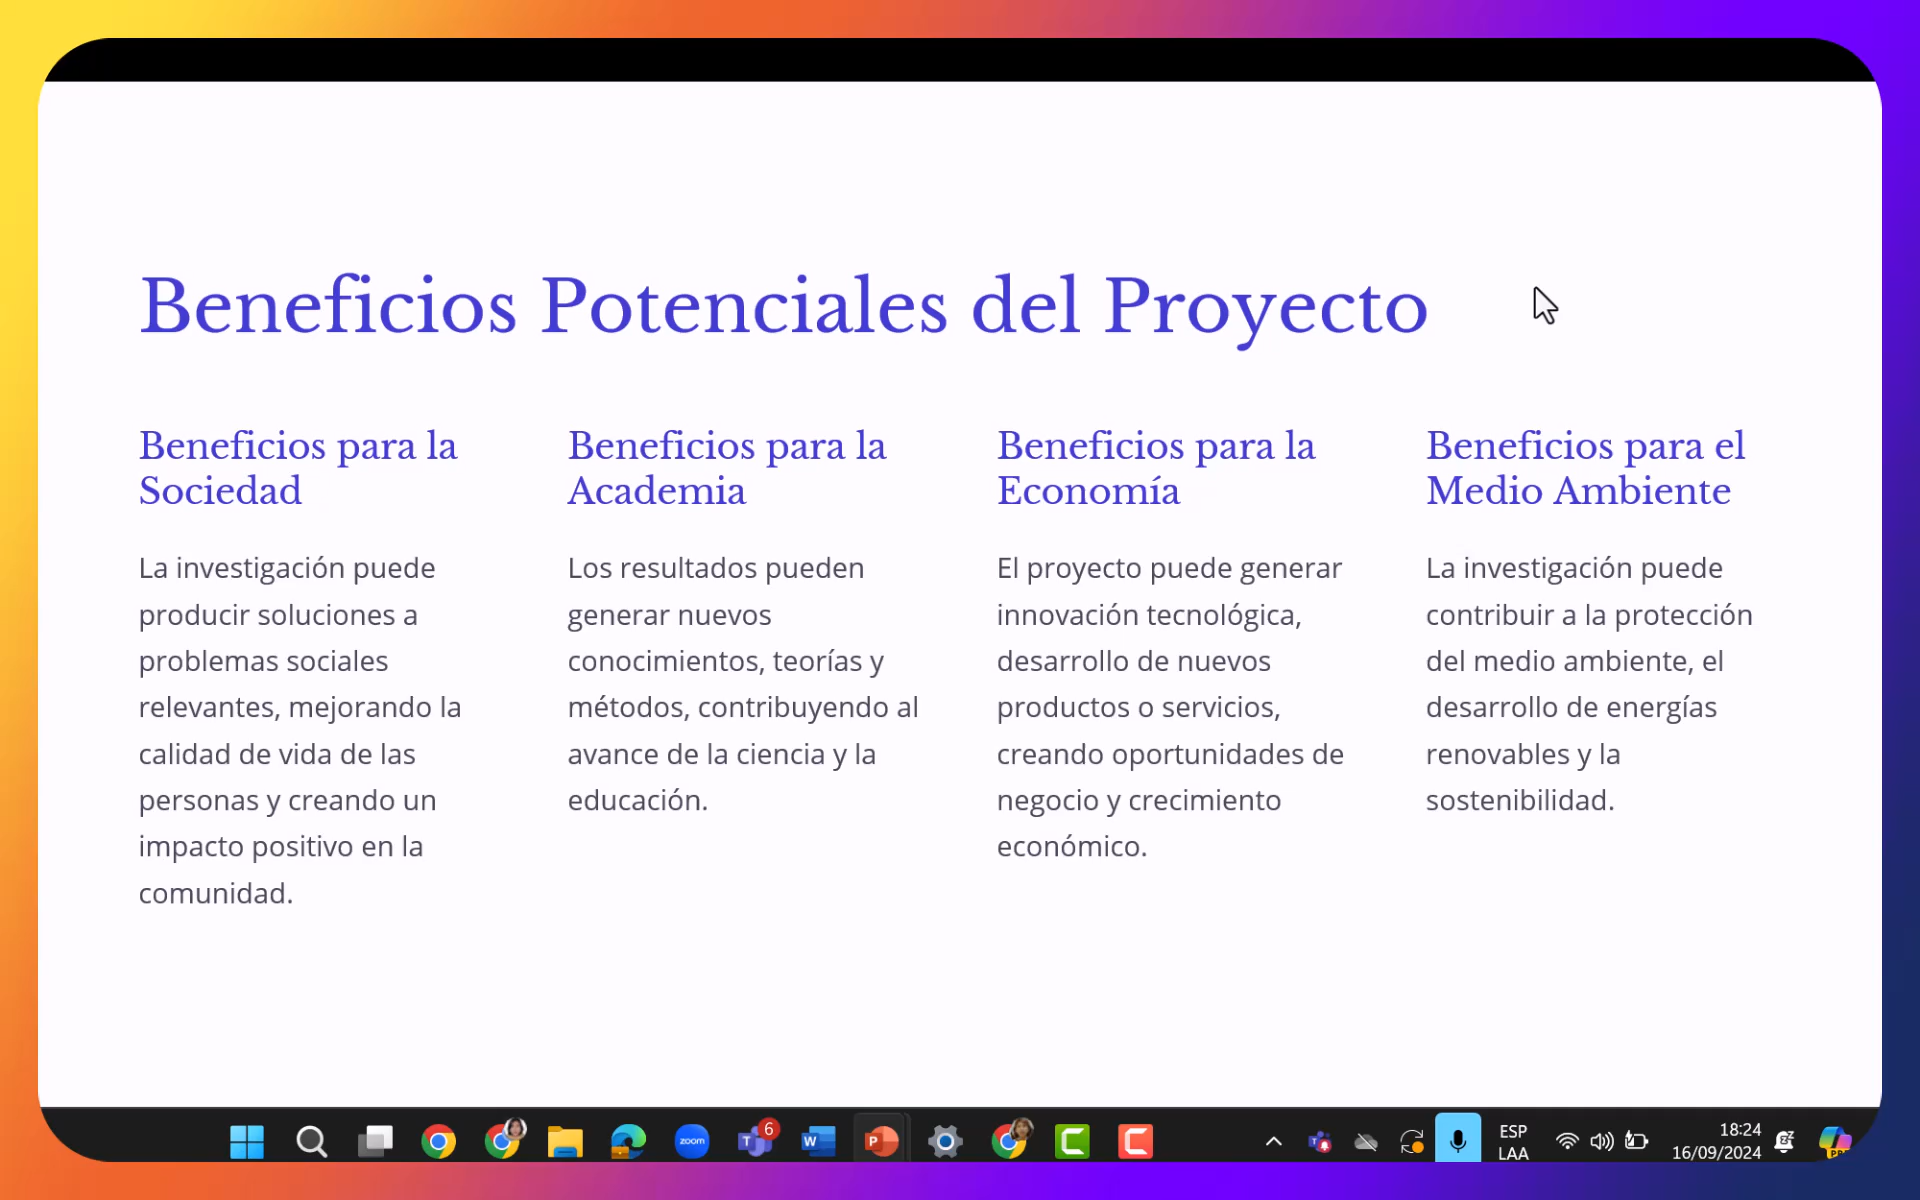 Beneficios Potenciales del Proyecto
Beneficios para la
Sociedad
La investigación puede
producir soluciones a
problemas sociales
relevantes, mejorando la
calidad de vida de las
personas y creando un
impacto positivo en la
comunidad.
Beneficios para la
Academia
Los resultados pueden
generar nuevos
conocimientos, teorías y
métodos, contribuyendo al
avance de la ciencia y la
educación.
Beneficios para la
Economía
El proyecto puede generar
innovación tecnológica,
desarrollo de nuevos
productos o servicios,
creando oportunidades de
negocio y crecimiento
económico.
Beneficios para el
Medio Ambiente
La investigación puede
contribuir a la protección
del medio ambiente, el
desarrollo de energías
renovables y la
sostenibilidad.
zoom
T
6
W
P
ESP
LAA
18:24
16/09/2024